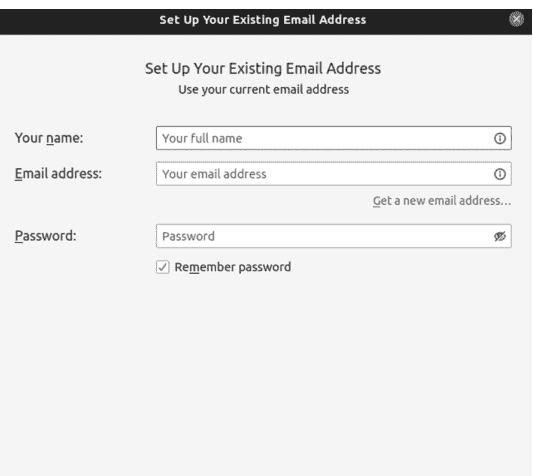 Set Up Your Existing Email Address
Set Up Your Existing Email Address
Use your current email address
Your name: Your full name
Email address: Your email address
Get a new email address...
Password: Password
Remember password